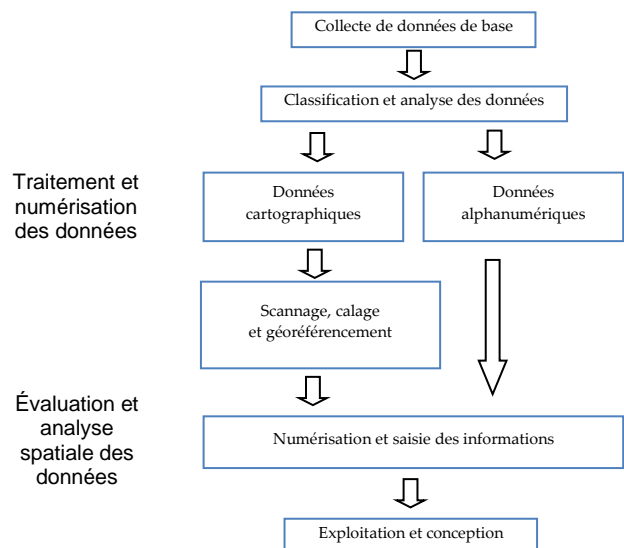 Collecte de données de base
Classification et analyse des données
Traitement et
numérisation
des données
Données
cartographiques
Données
alphanumériques
Scannage, calage
et géoréférencement
Évaluation et
analyse
spatiale des
données
Numérisation et saisie des informations
Exploitation et conception